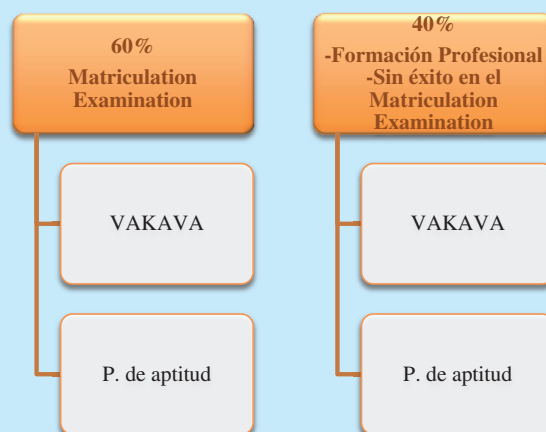 60%
Matriculation
Examination
VAKAVA
P. de aptitud
40%
-Formación Profesional
-Sin éxito en el
Matriculation
Examination
VAKAVA
P. de aptitud